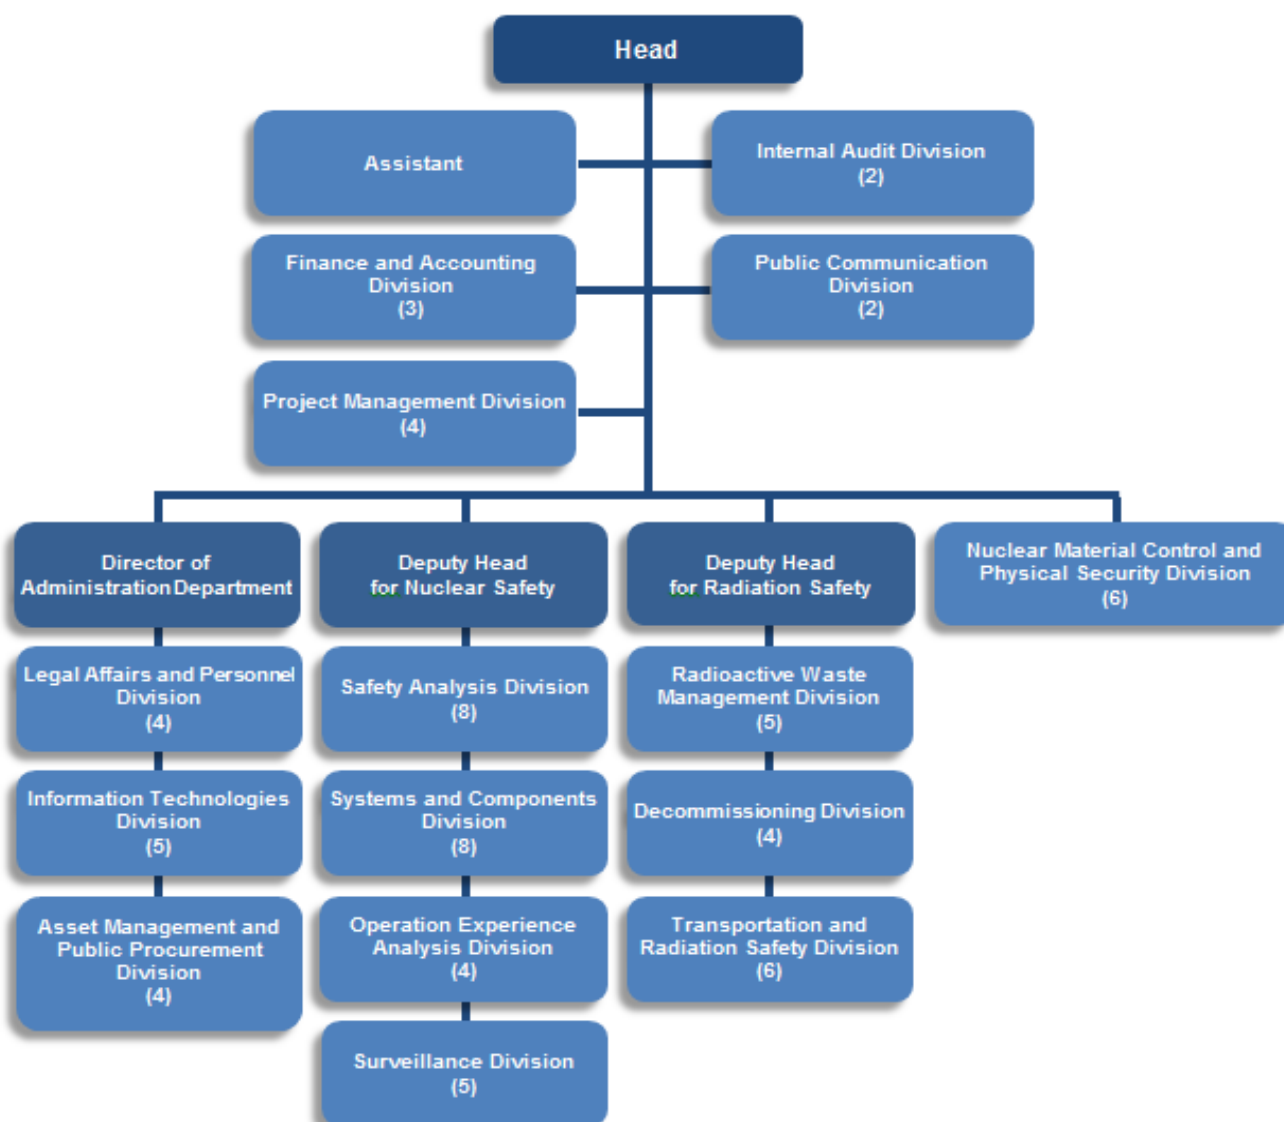 Head
Assistant
Internal Audit Division
(2)
Finance and Accounting
Division
(3)
Public Communication
Division
(2)
Project Management Division
(4)
Director of
Administration Department
Deputy Head
for Nuclear Safety
Deputy Head
for Radiation Safety
Nuclear Material Control and
Physical Security Division
(6)
Legal Affairs and Personnel
Division
(4)
Safety Analysis Division
(8)
Radioactive Waste
Management Division
(5)
Information Technologies
Division
(5)
Systems and Components
Division
(8)
Decommissioning Division
(4)
Asset Management and
Public Procurement
Division
(4)
Operation Experience
Analysis Division
(4)
Transportation and
Radiation Safety Division
(6)
Surveillance Division
(5)